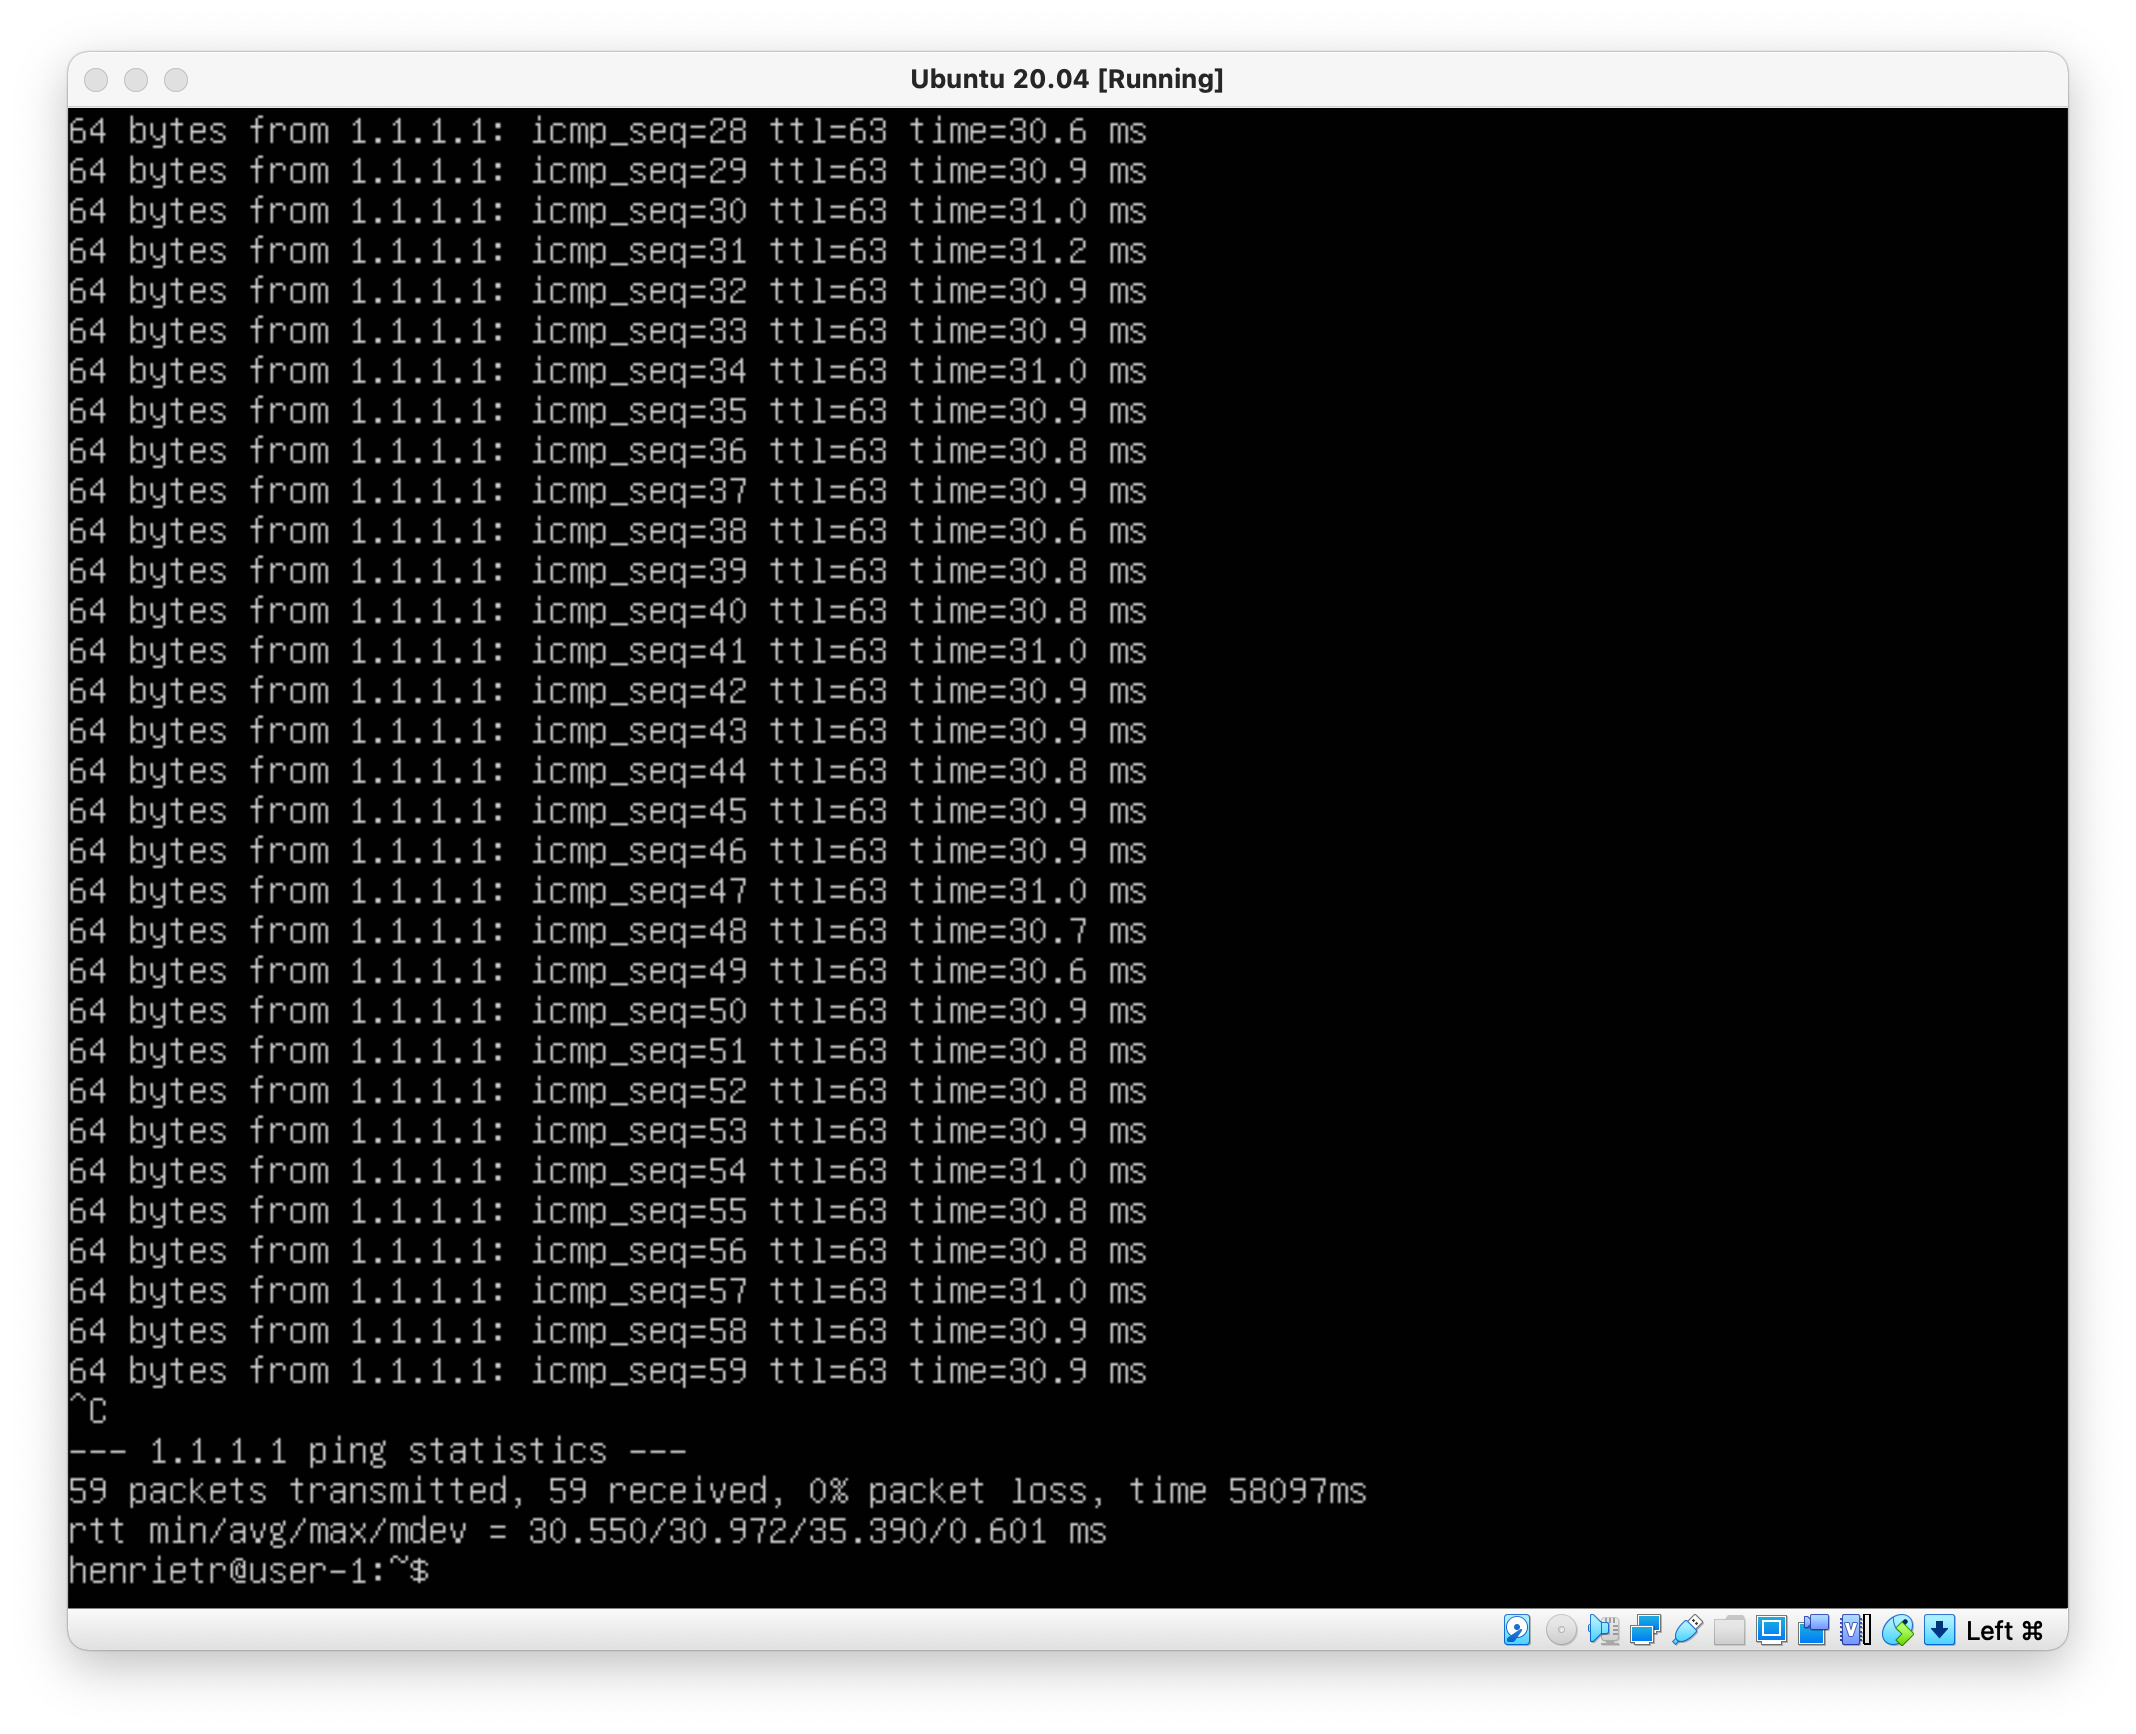 Ubuntu 20.04 [Running]
64 bytes from 1.1.1.1: icmp_seq=28 ttl=63 time=30.6 ms
64 bytes from 1.1.1.1: icmp_seq=29 ttl=63 time=30.9 ms
64 bytes from 1.1.1.1: icmp_seq=30 ttl=63 time=31.0 ms
64 bytes from 1.1.1.1: icmp_seq=31 ttl=63 time=31.2 ms
64 bytes from 1.1.1.1: icmp_seq=32 ttl=63 time=30.9 ms
64 bytes from 1.1.1.1: icmp_seq=33 ttl=63 time=30.9 ms
64 bytes from 1.1.1.1: icmp_seq=34 ttl=63 time=31.0 ms
64 bytes from 1.1.1.1: icmp_seq=35 ttl=63 time=30.9 ms
64 bytes from 1.1.1.1: icmp_seq=36 ttl=63 time=30.8 ms
64 bytes from 1.1.1.1: icmp_seq=37 ttl=63 time=30.9 ms
64 bytes from 1.1.1.1: icmp_seq=38 ttl=63 time=30.6 ms
64 bytes from 1.1.1.1: icmp_seq=39 ttl=63 time=30.8 ms
64 bytes from 1.1.1.1: icmp_seq=40 ttl=63 time=30.8 ms
64 bytes from 1.1.1.1: icmp_seq=41 ttl=63 time=31.0 ms
64 bytes from 1.1.1.1: icmp_seq=42 ttl=63 time=30.9 ms
64 bytes from 1.1.1.1: icmp_seq=43 ttl=63 time=30.9 ms
64 bytes from 1.1.1.1: icmp_seq=44 ttl=63 time=30.8 ms
64 bytes from 1.1.1.1: icmp_seq=45 ttl=63 time=30.9 ms
64 bytes from 1.1.1.1: icmp_seq=46 ttl=63 time=30.9 ms
64 bytes from 1.1.1.1: icmp_seq=47 ttl=63 time=31.0 ms
64 bytes from 1.1.1.1: icmp_seq=48 ttl=63 time=30.7 ms
64 bytes from 1.1.1.1: icmp_seq=49 ttl=63 time=30.6 ms
64 bytes from 1.1.1.1: icmp_seq=50 ttl=63 time=30.9 ms
64 bytes from 1.1.1.1: icmp_seq=51 ttl=63 time=30.8 ms
64 bytes from 1.1.1.1: icmp_seq=52 ttl=63 time=30.8 ms
64 bytes from 1.1.1.1: icmp_seq=53 ttl=63 time=30.9 ms
64 bytes from 1.1.1.1: icmp_seq=54 ttl=63 time=31.0 ms
64 bytes from 1.1.1.1: icmp_seq=55 ttl=63 time=30.8 ms
64 bytes from 1.1.1.1: icmp_seq=56 ttl=63 time=30.8 ms
64 bytes from 1.1.1.1: icmp_seq=57 ttl=63 time=31.0 ms
64 bytes from 1.1.1.1: icmp_seq=58 ttl=63 time=30.9 ms
64 bytes from 1.1.1.1: icmp_seq=59 ttl=63 time=30.9 ms
^C
--- 1.1.1.1 ping statistics ---
59 packets transmitted, 59 received, 0% packet loss, time 58097ms
rtt min/avg/max/mdev = 30.550/30.972/35.390/0.601 ms
henrietr@user-1:~$
Left ⌘